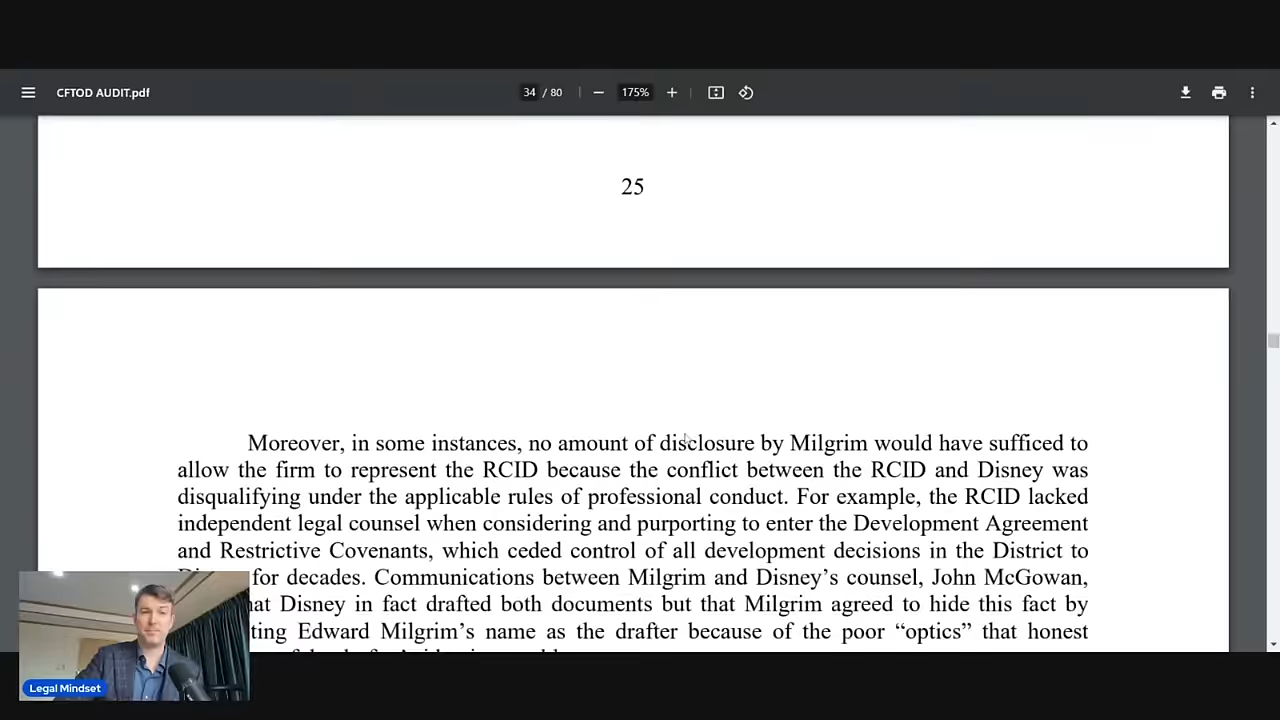 CFTOD AUDIT.pdf
34 / 80
175%
25
Moreover, in some instances, no amount of disclosure by Milgrim would have sufficed to
allow the firm to represent the RCID because the conflict between the RCID and Disney was
disqualifying under the applicable rules of professional conduct. For example, the RCID lacked
independent legal counsel when considering and purporting to enter the Development Agreement
and Restrictive Covenants, which ceded control of all development decisions in the District to
for decades. Communications between Milgrim and Disney's counsel, John McGowan,
Disney in fact drafted both documents but that Milgrim agreed to hide this fact by
Edward Milgrim's name as the drafter because of the poor “optics” that honest
Legal Mindset